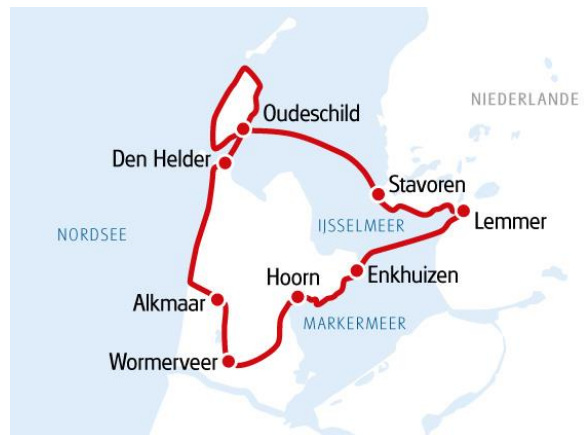 NIEDERLANDE
Oudeschild
Den Helder
Stavoren
Lemmer
IJSSELMEER
NORDSEE
Enkhuizen
Hoorn
Alkmaar
MARKERMEER
Wormerveer